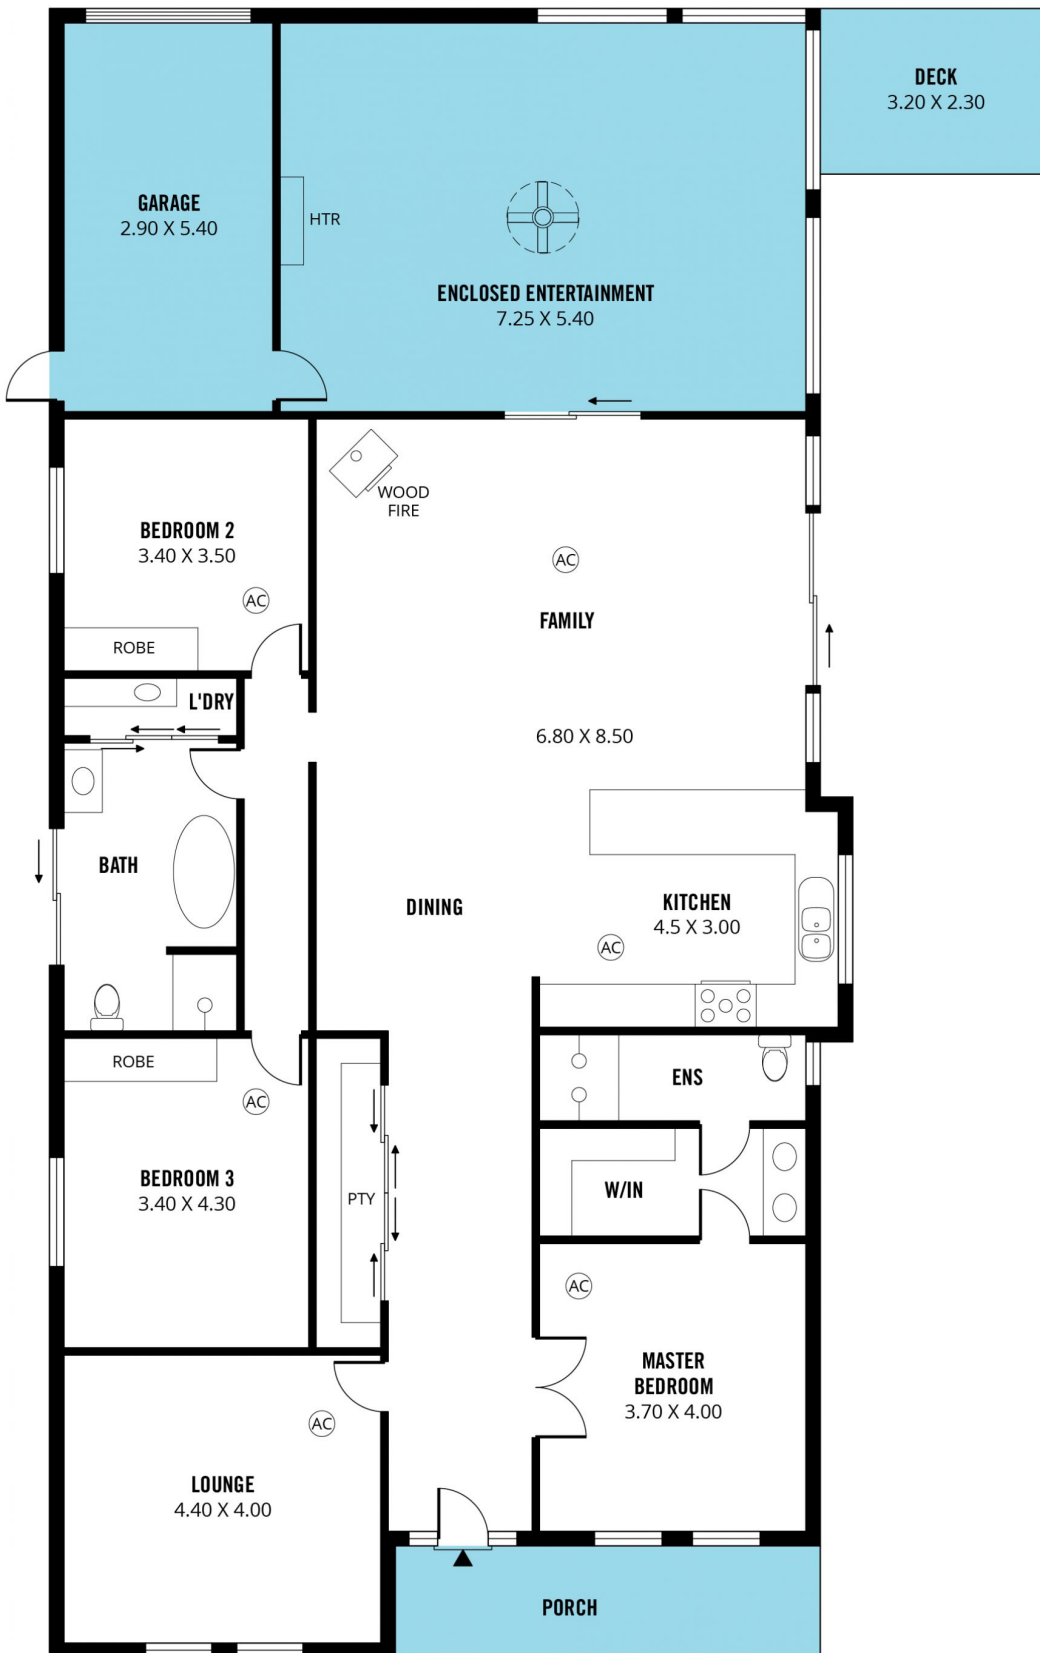 DECK
3.20 X 2.30
GARAGE
2.90 X 5.40
HTR
ENCLOSED ENTERTAINMENT
7.25 X 5.40
WOOD
FIRE
BEDROOM 2
3.40 X 3.50
AC
AC
FAMILY
ROBE
L'DRY
6.80 X 8.50
BATH
DINING
KITCHEN
4.5 X 3.00
AC
ROBE
AC
ENS
BEDROOM 3
3.40 X 4.30
PTY
W/IN
AC
MASTER
BEDROOM
3.70 X 4.00
AC
LOUNGE
4.40 X 4.00
PORCH